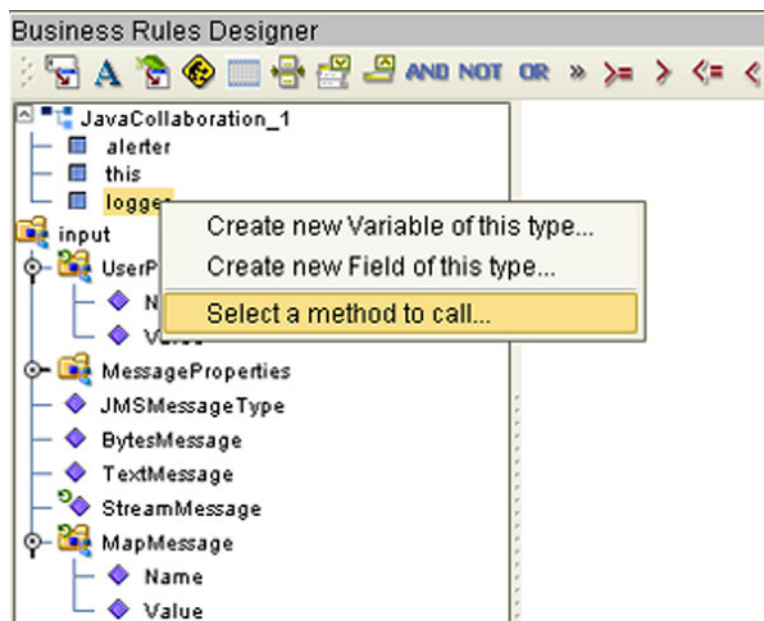 Business Rules Designer
A AND NOT OR » >= > <= <
JavaCollaboration_1
alerter
this
logger
Create new Variable of this type...
Create new Field of this type...
Select a method to call...
input
MessageProperties
JMSMessageType
BytesMessage
TextMessage
StreamMessage
MapMessage
Name
Value